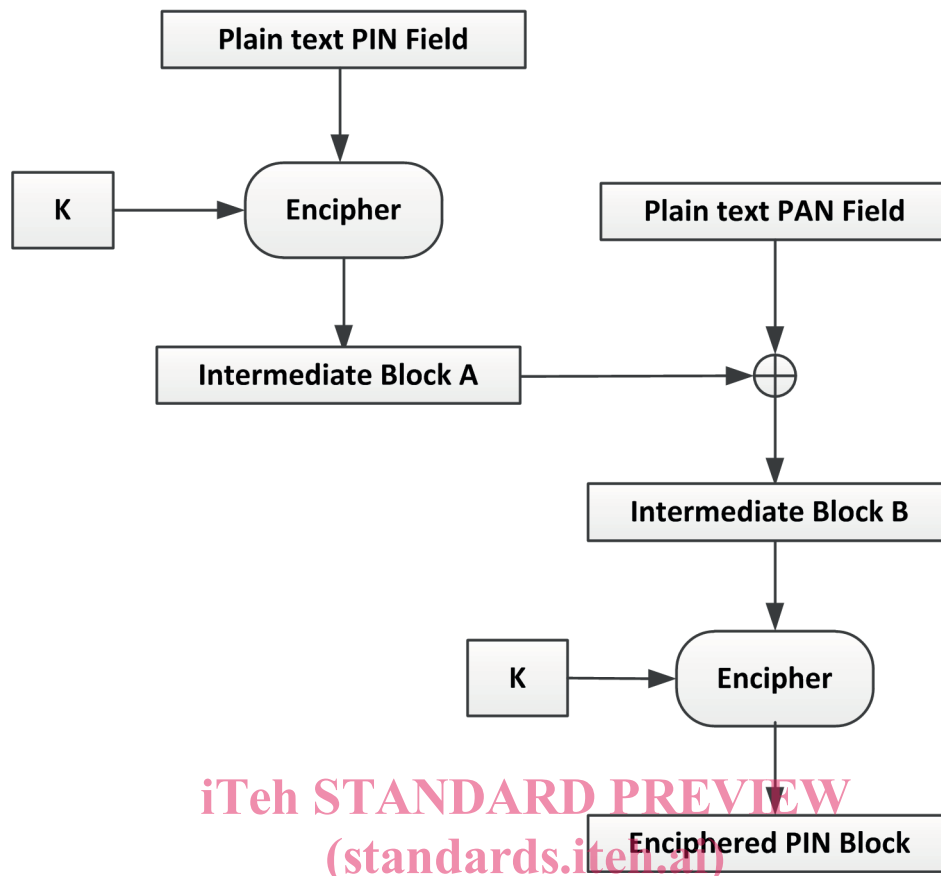 Plain text PIN Field
K
Encipher
Plain text PAN Field
Intermediate Block A
Intermediate Block B
K
Encipher
iTeh STANDARD PREVIEW
(standards.iteh.ai)
Enciphered PIN Block